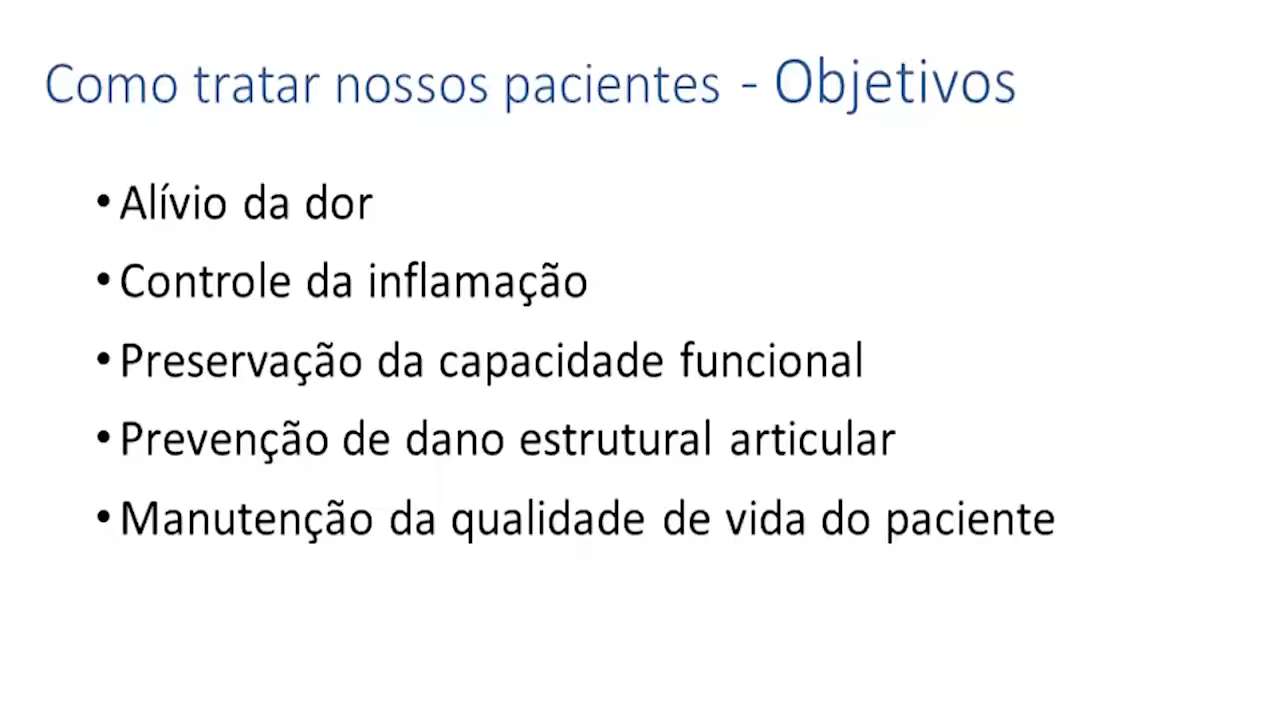 Como tratar nossos pacientes - Objetivos
• Alívio da dor
• Controle da inflamação
• Preservação da capacidade funcional
• Prevenção de dano estrutural articular
• Manutenção da qualidade de vida do paciente